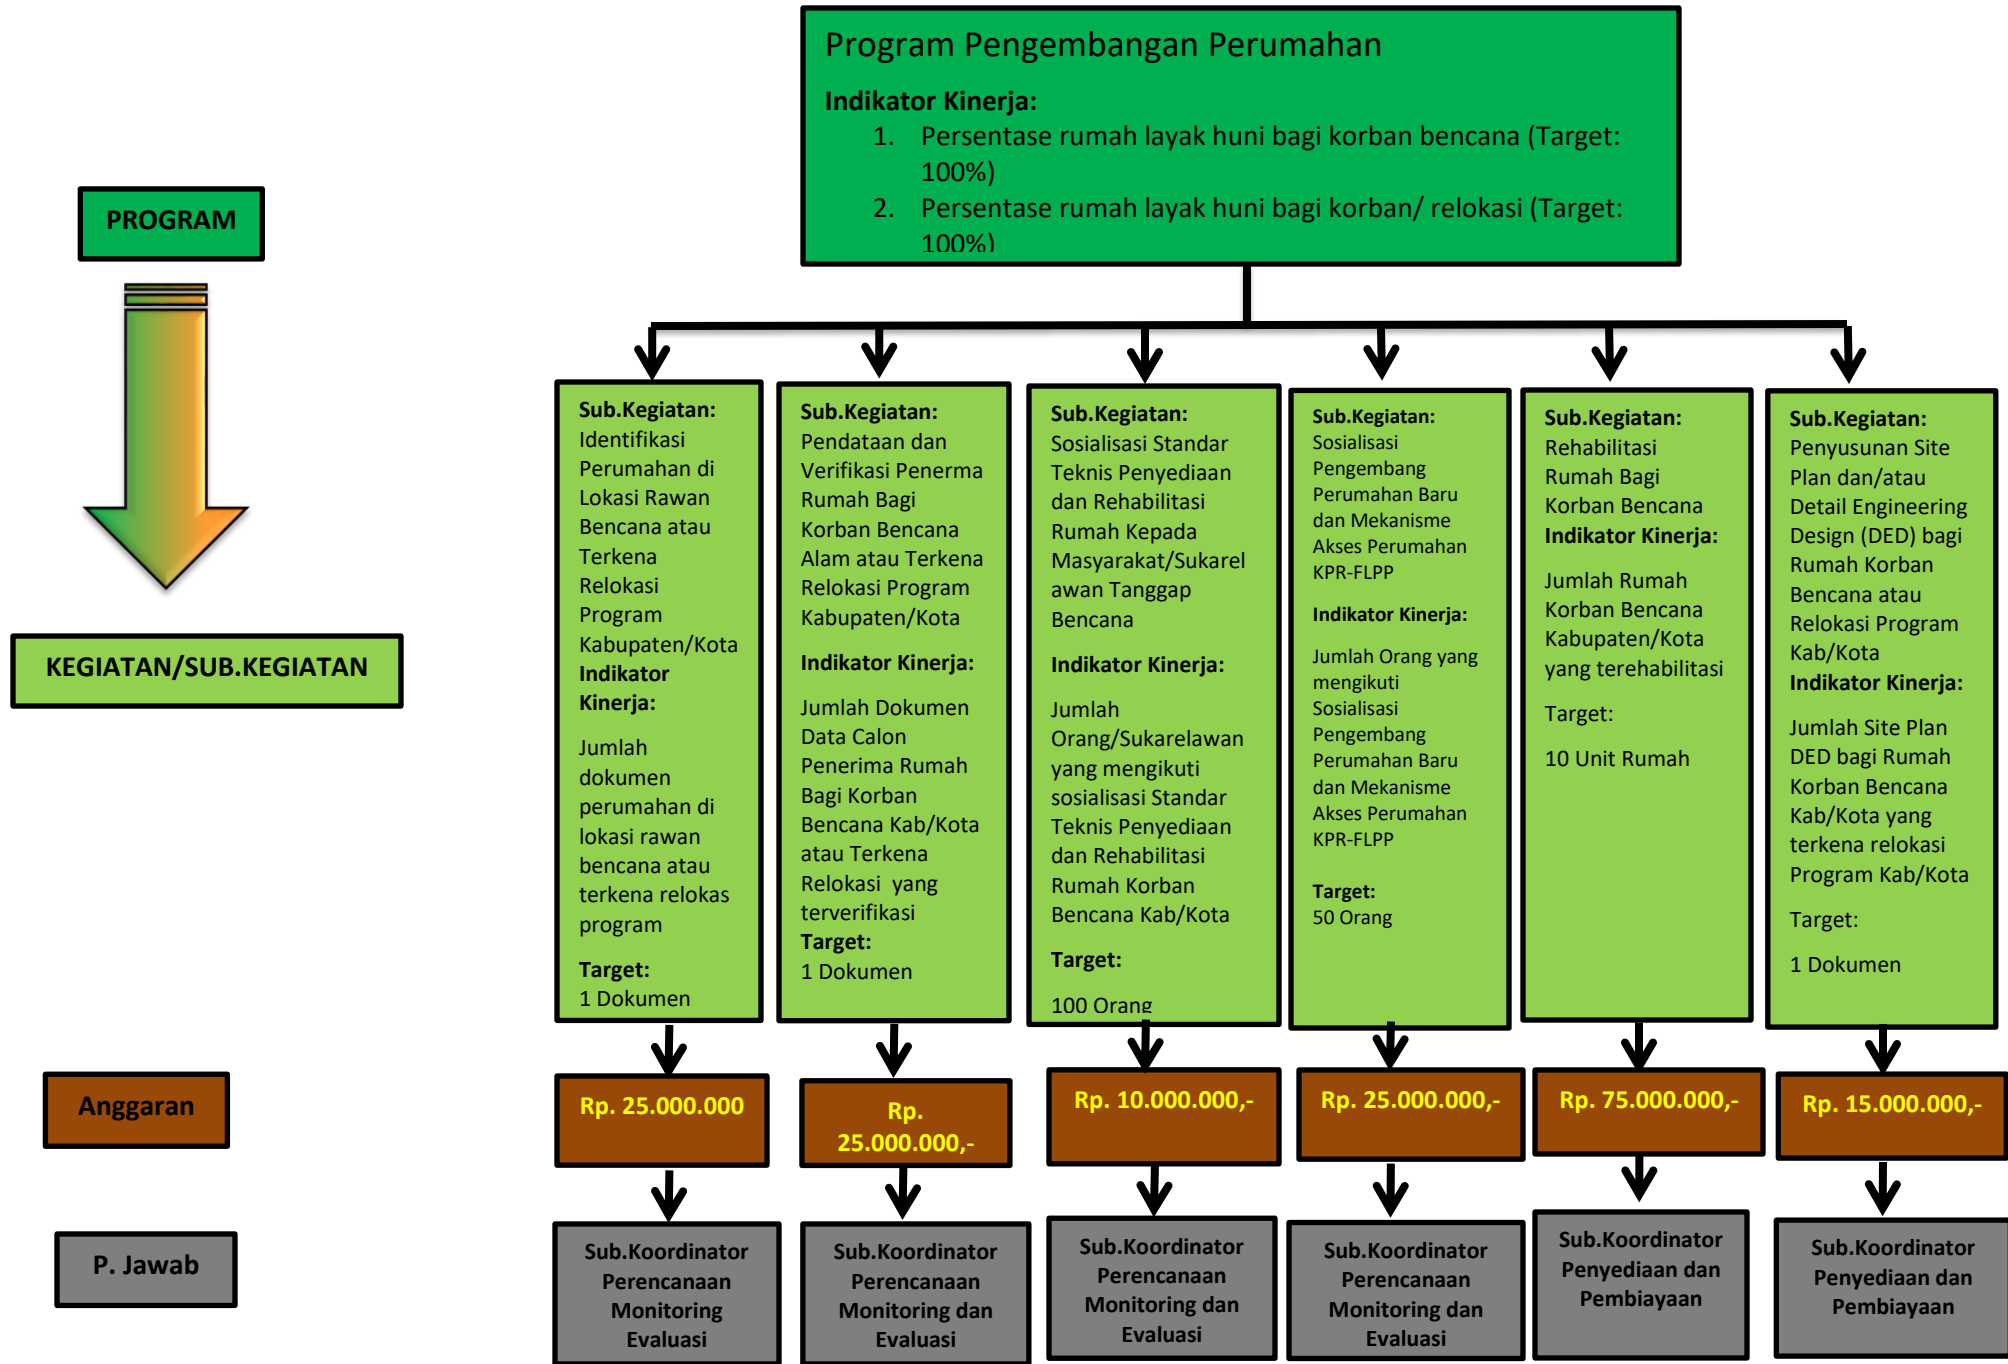 Program Pengembangan Perumahan
Indikator Kinerja:
1. Persentase rumah layak huni bagi korban bencana (Target:
100%)
2. Persentase rumah layak huni bagi korban/ relokasi (Target:
100%)
PROGRAM
KEGIATAN/SUB.KEGIATAN
Sub.Kegiatan:
Identifikasi
Perumahan di
Lokasi Rawan
Bencana atau
Terkena
Relokasi
Program
Kabupaten/Kota
Indikator
Kinerja:
Jumlah
dokumen
perumahan di
lokasi rawan
bencana atau
terkena relokas
program
Target:
1 Dokumen
Sub.Kegiatan:
Pendataan dan
Verifikasi Penerma
Rumah Bagi
Korban Bencana
Alam atau Terkena
Relokasi Program
Kabupaten/Kota
Indikator Kinerja:
Jumlah Dokumen
Data Calon
Penerima Rumah
Bagi Korban
Bencana Kab/Kota
atau Terkena
Relokasi yang
terverifikasi
Target:
1 Dokumen
Sub.Kegiatan:
Sosialisasi Standar
Teknis Penyediaan
dan Rehabilitasi
Rumah Kepada
Masyarakat/Sukarel
awan Tanggap
Bencana
Indikator Kinerja:
Jumlah
Orang/Sukarelawan
yang mengikuti
sosialisasi Standar
Teknis Penyediaan
dan Rehabilitasi
Rumah Korban
Bencana Kab/Kota
Target:
100 Orang
Sub.Kegiatan:
Sosialisasi
Pengembang
Perumahan Baru
dan Mekanisme
Akses Perumahan
KPR-FLPP
Indikator Kinerja:
Jumlah Orang yang
mengikuti
Sosialisasi
Pengembang
Perumahan Baru
dan Mekanisme
Akses Perumahan
KPR-FLPP
Target:
50 Orang
Sub.Kegiatan:
Rehabilitasi
Rumah Bagi
Korban Bencana
Indikator Kinerja:
Jumlah Rumah
Korban Bencana
Kabupaten/Kota
yang terehabilitasi
Target:
10 Unit Rumah
Sub.Kegiatan:
Penyusunan Site
Plan dan/atau
Detail Engineering
Design (DED) bagi
Rumah Korban
Bencana atau
Relokasi Program
Kab/Kota
Indikator Kinerja:
Jumlah Site Plan
DED bagi Rumah
Korban Bencana
Kab/Kota yang
terkena relokasi
Program Kab/Kota
Target:
1 Dokumen
Anggaran
Rp. 25.000.000
Rp.
25.000.000,-
Rp. 10.000.000,-
Rp. 25.000.000,-
Rp. 75.000.000,-
Rp. 15.000.000,-
P. Jawab
Sub.Koordinator
Perencanaan
Monitoring
Evaluasi
Sub.Koordinator
Perencanaan
Monitoring dan
Evaluasi
Sub.Koordinator
Perencanaan
Monitoring dan
Evaluasi
Sub.Koordinator
Perencanaan
Monitoring dan
Evaluasi
Sub.Koordinator
Penyediaan dan
Pembiayaan
Sub.Koordinator
Penyediaan dan
Pembiayaan